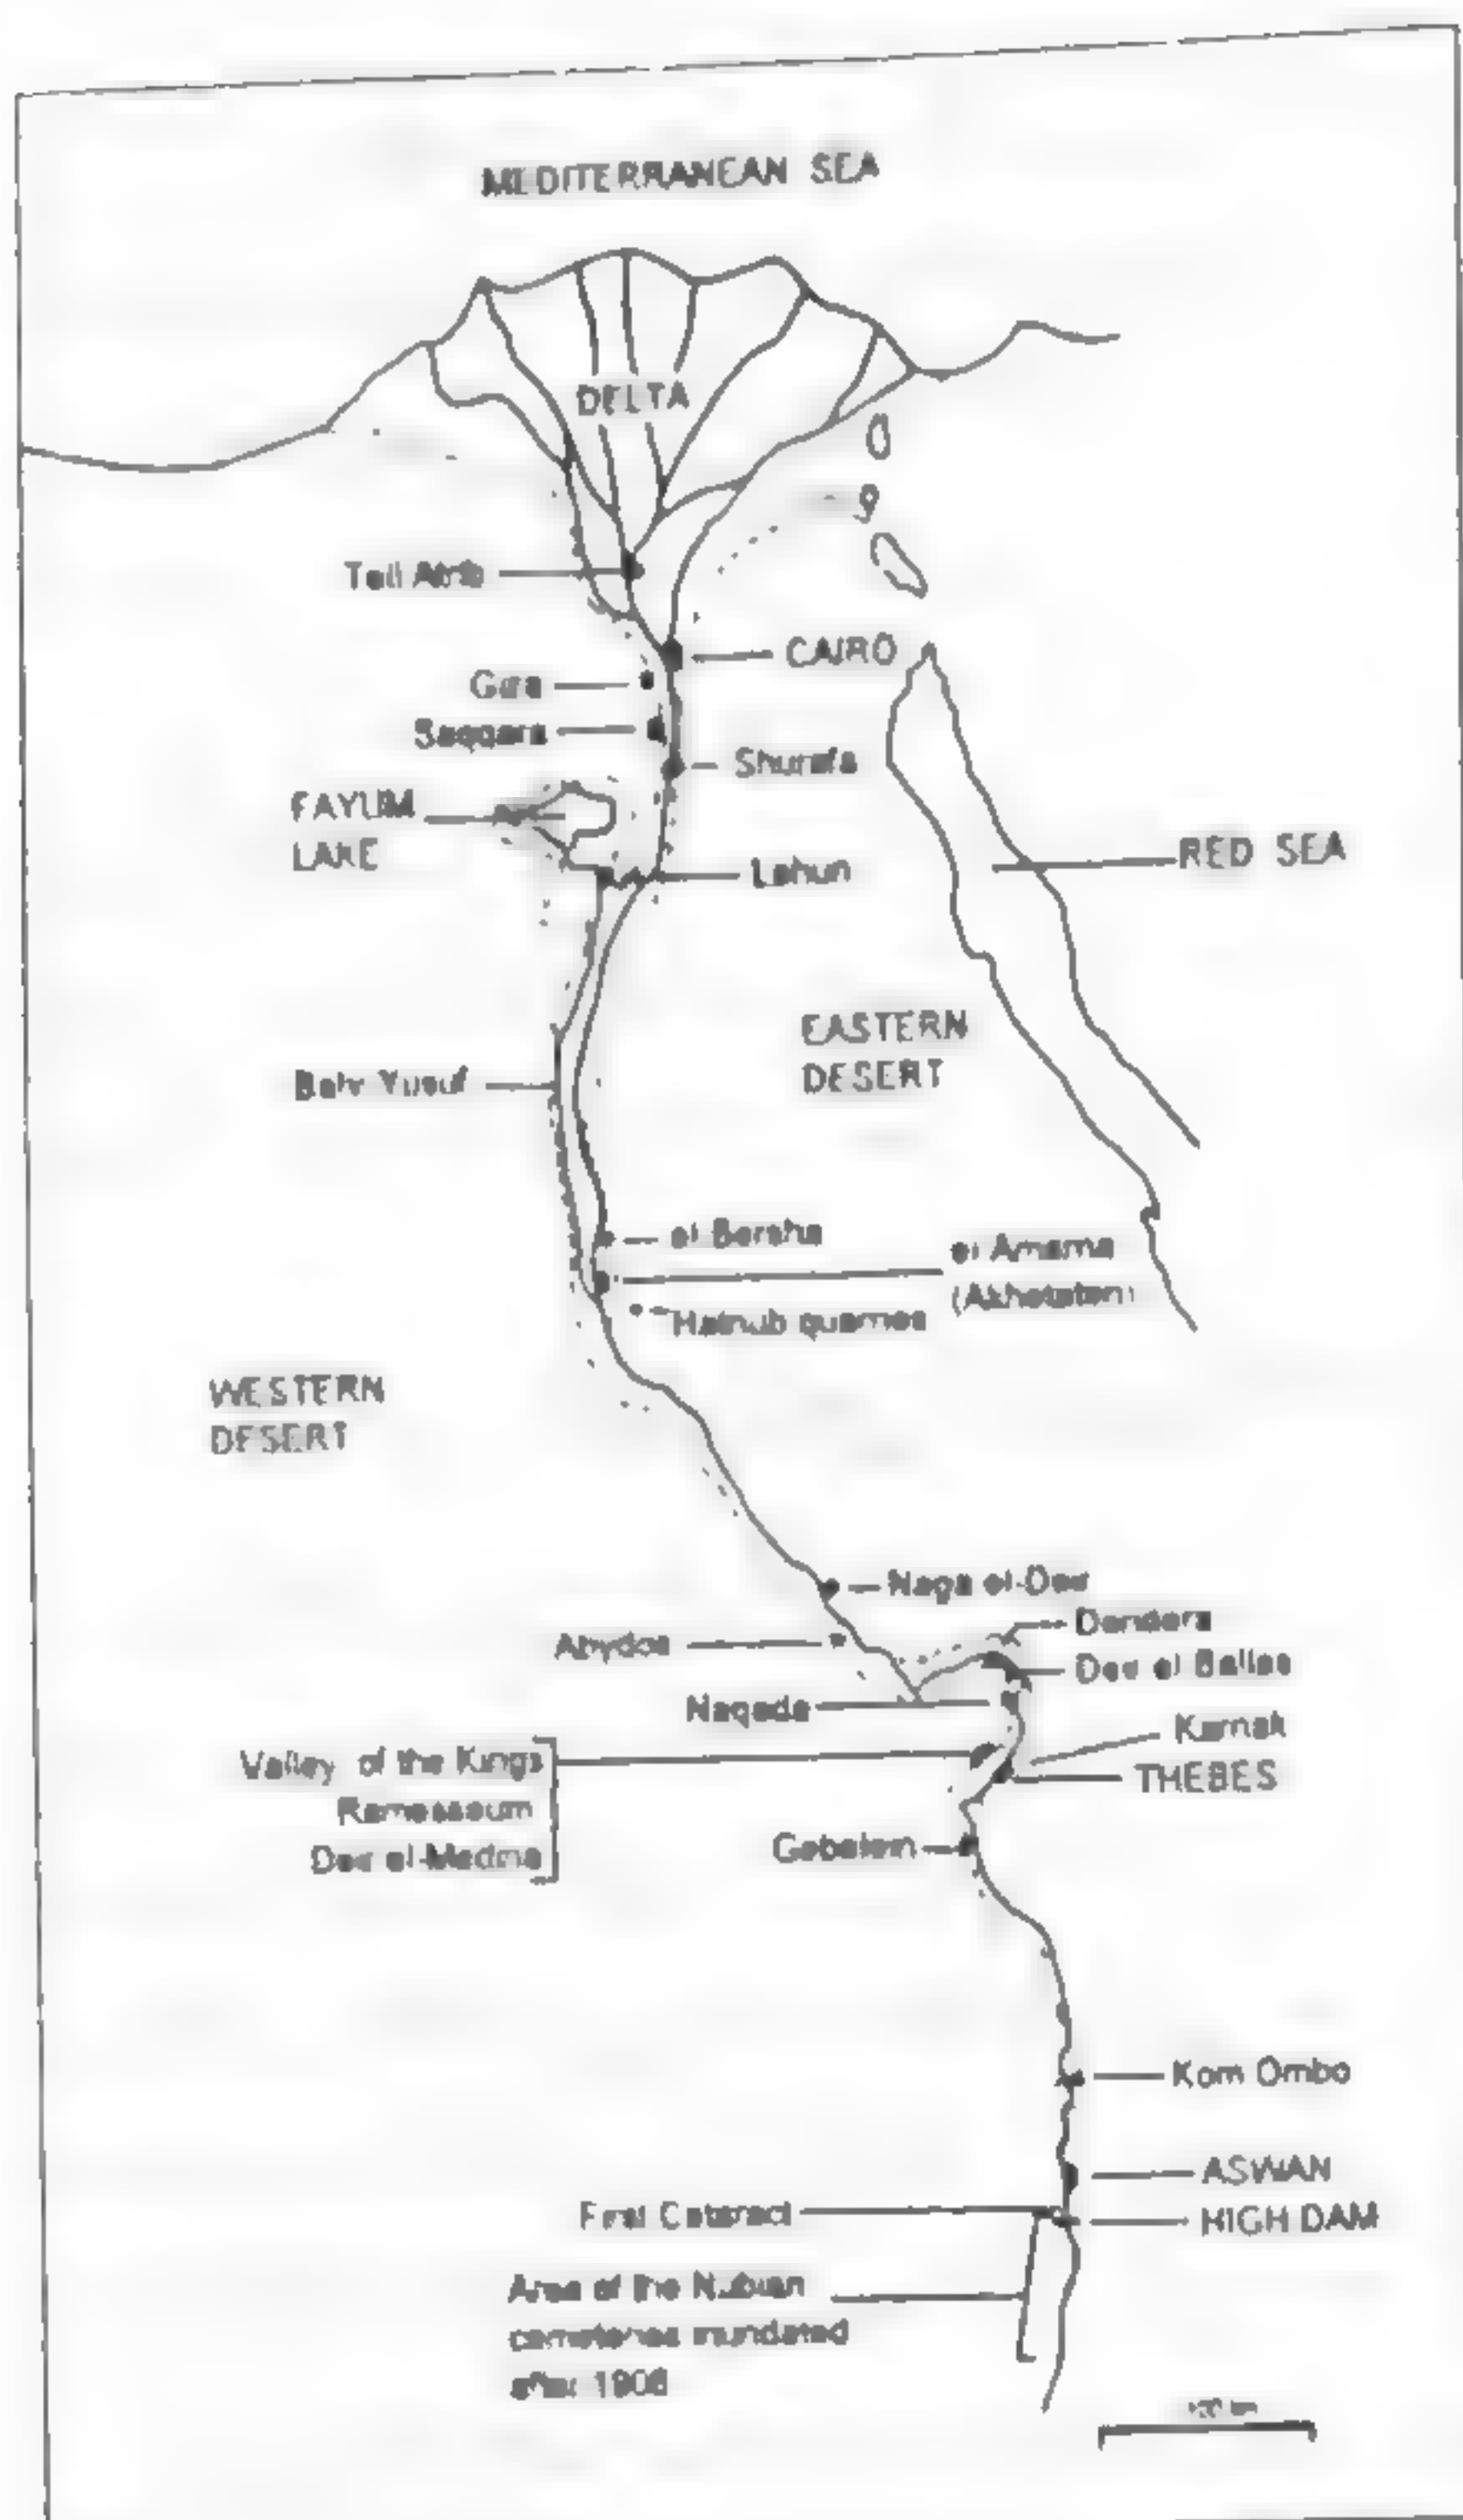 MEDITERRANEAN SEA
DELTA
Tell Atrib
CAIRO
Giza
Saqqara
Shurafa
FAYUM
LAKE
Lahun
RED SEA
EASTERN
DESERT
Bahr Yusuf
el Bersha
el Amarna
(Akhetaten)
Hatnub quarries
WESTERN
DESERT
Naga el-Deir
Dendera
Abydos
Deir el Ballas
Naqada
Karnak
Valley of the Kings
THEBES
Ramesseum
Deir el-Medina
Gebelein
Kom Ombo
ASWAN
First Cataract
HIGH DAM
Area of the Nubian
cemeteries inundated
after 1908
100 km